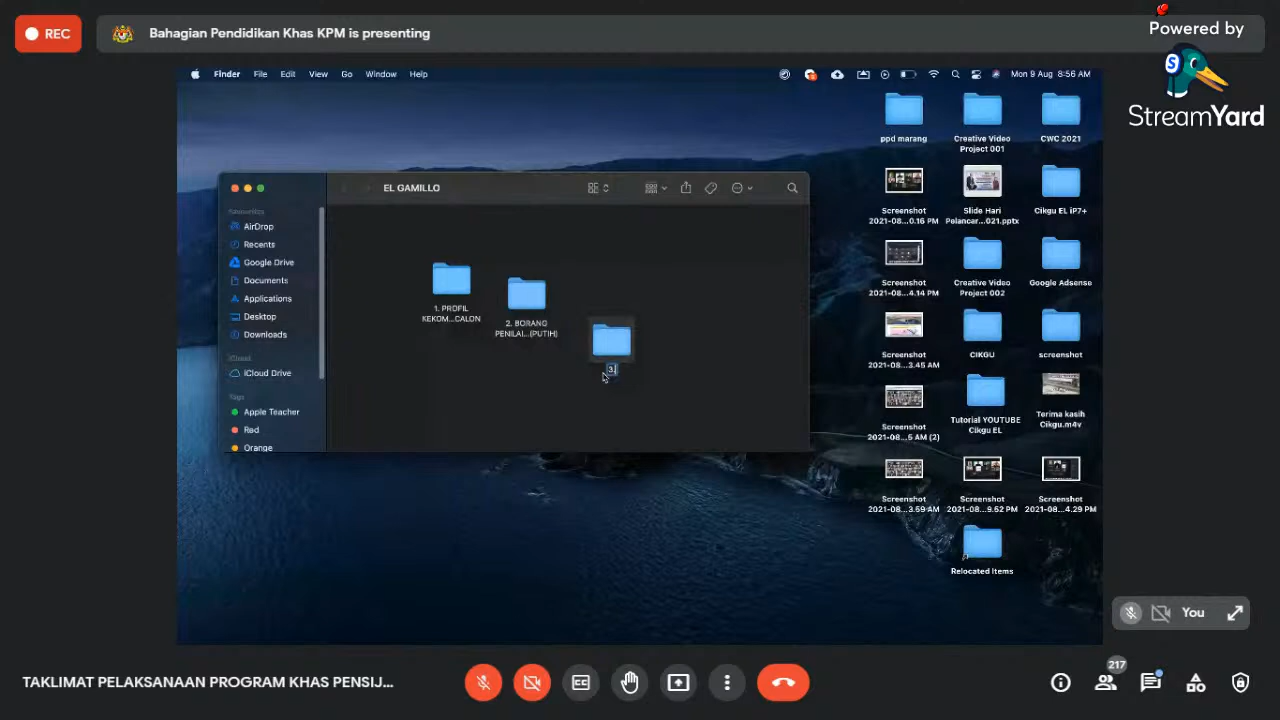 REC
Bahagian Pendidikan Khas KPM is presenting
Powered by
StreamYard
Finder File Edit View Go Window Help
Mon 9 Aug 8:56 AM
EL GAMILLO
Favourites
AirDrop
Recents
Google Drive
Documents
Applications
Desktop
Downloads
iCloud
iCloud Drive
Tags
Apple Teacher
Red
Orange
1. PROFIL
KEKOM...CALON
2. BORANG
PENILAI...(PUTIH)
3.
ppd marang
Creative Video
Project 001
CWC 2021
Screenshot
2021-08...0.16 PM
Slide Hari
Pelancar...021.pptx
Cikgu EL iP7+
Screenshot
2021-08...4.14 PM
Creative Video
Project 002
Google Adsense
Screenshot
2021-08...3.45 AM
CIKGU
screenshot
Screenshot
2021-08...5 AM (2)
Tutorial YOUTUBE
Cikgu EL
Terima kasih
Cikgu.m4v
Screenshot
2021-08...3.59 AM
Screenshot
2021-08...9.52 PM
Screenshot
2021-08...4.29 PM
Relocated Items
You
TAKLIMAT PELAKSANAAN PROGRAM KHAS PENSIJ...
CC
217